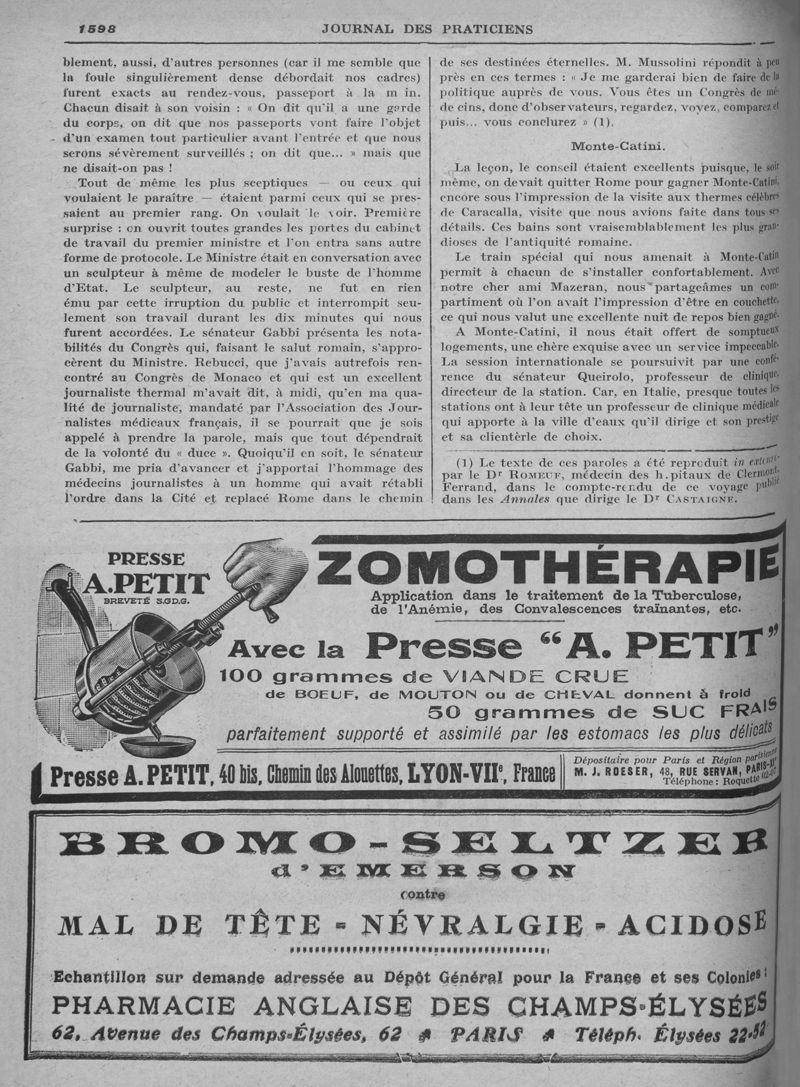 1598
JOURNAL DES PRATICIENS
blement, aussi, d'autres personnes (car il me semble que
la foule singulièrement dense débordait nos cadres)
furent exacts au rendez-vous, passeport à la m in.
Chacun disait à son voisin : « On dit qu'il a une garde
du corps, on dit que nos passeports vont faire l'objet
d'un examen tout particulier avant l'entrée et que nous
serons sévèrement surveillés ; on dit que... » mais que
ne disait-on pas !
Tout de même les plus sceptiques — ou ceux qui
voulaient le paraître — étaient parmi ceux qui se pres-
saient au premier rang. On voulait le voir. Première
surprise : on ouvrit toutes grandes les portes du cabinet
de travail du premier ministre et l'on entra sans autre
forme de protocole. Le Ministre était en conversation avec
un sculpteur à même de modeler le buste de l'homme
d'Etat. Le sculpteur, au reste, ne fut en rien
ému par cette irruption du public et interrompit seu-
lement son travail durant les dix minutes qui nous
furent accordées. Le sénateur Gabbi présenta les nota-
bilités du Congrès qui, faisant le salut romain, s'appro-
cèrent du Ministre. Rebucci, que j'avais autrefois ren-
contré au Congrès de Monaco et qui est un excellent
journaliste thermal m'avait dit, à midi, qu'en ma qua-
lité de journaliste, mandaté par l'Association des Jour-
nalistes médicaux français, il se pourrait que je sois
appelé à prendre la parole, mais que tout dépendrait
de la volonté du « duce ». Quoiqu'il en soit, le sénateur
Gabbi, me pria d'avancer et j'apportai l'hommage des
médecins journalistes à un homme qui avait rétabli
l'ordre dans la Cité et replacé Rome dans le chemin
de ses destinées éternelles. M. Mussolini répondit à peu
près en ces termes : « Je me garderai bien de faire de la
politique auprès de vous. Vous êtes un Congrès de mé-
de cins, donc d'observateurs, regardez, voyez, comparez et
puis... vous conclurez » (1).
Monte-Catini.
La leçon, le conseil étaient excellents puisque, le soir
même, on devait quitter Rome pour gagner Monte-Catini,
encore sous l'impression de la visite aux thermes célèbres
de Caracalla, visite que nous avions faite dans tous ses
détails. Ces bains sont vraisemblablement les plus gran-
dioses de l'antiquité romaine.
Le train spécial qui nous amenait à Monte-Catin
permit à chacun de s'installer confortablement. Avec
notre cher ami Mazeran, nous partageâmes un com-
partiment où l'on avait l'impression d'être en couchette,
ce qui nous valut une excellente nuit de repos bien gagné.
A Monte-Catini, il nous était offert de somptueux
logements, une chère exquise avec un service impeccable.
La session internationale se poursuivit par une confé-
rence du sénateur Queirolo, professeur de clinique,
directeur de la station. Car, en Italie, presque toutes les
stations ont à leur tête un professeur de clinique médicale
qui apporte à la ville d'eaux qu'il dirige et son prestige
et sa clientèrle de choix.
(1) Le texte de ces paroles a été reproduit in extenso
par le Dr ROMEUF, médecin des h.pitaux de Clermont-
Ferrand, dans le compte-rendu de ce voyage publié
dans les Annales que dirige le Dr CASTAIGNE.
PRESSE
A.PETIT
BREVETÉ S.G.D.G.
ZOMOTHÉRAPIE
Application dans le traitement de la Tuberculose,
de l'Anémie, des Convalescences traînantes, etc.
Avec la Presse "A. PETIT"
100 grammes de VIANDE CRUE
de BOEUF, de MOUTON ou de CHEVAL donnent à froid
50 grammes de SUC FRAIS
parfaitement supporté et assimilé par les estomacs les plus délicats
Presse A. PETIT, 40 bis, Chemin des Alouettes, LYON-VIIe, France
Dépositaire pour Paris et Région parisienne
M. J. ROESER, 48, RUE SERVAN, PARIS-XIe
Téléphone : Roquette
BROMO-SELTZER
d'EMERSON
contre
MAL DE TÊTE - NÉVRALGIE - ACIDOSE
Echantillon sur demande adressée au Dépôt Général pour la France et ses Colonies :
PHARMACIE ANGLAISE DES CHAMPS-ÉLYSÉES
62, Avenue des Champs-Élysées, 62 PARIS Téléph. Élysées 22-52